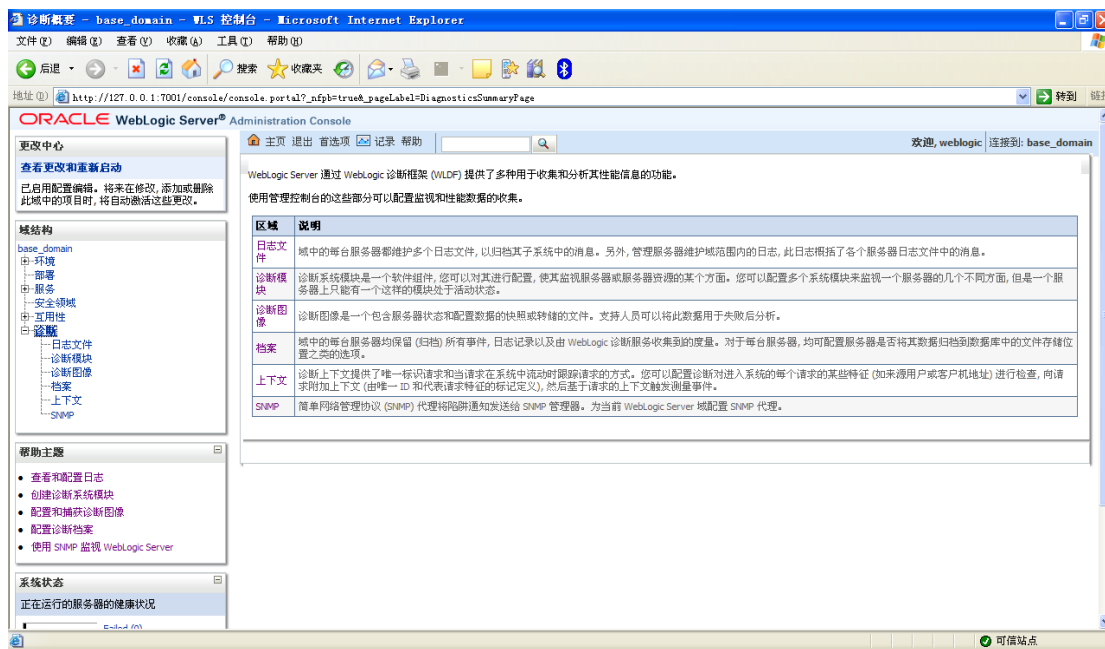 诊断概要 - base_domain - WLS 控制台 - Microsoft Internet Explorer
文件(F) 编辑(E) 查看(V) 收藏(A) 工具(T) 帮助(H)
后退 搜索 收藏夹
地址(D) http://127.0.0.1:7001/console/console.portal?_nfpb=true&_pageLabel=DiagnosticsSummaryPage 转到 链接
ORACLE WebLogic Server® Administration Console
更改中心
查看更改和重新启动
已启用配置编辑。将来在修改, 添加或删除
此域中的项目时, 将自动激活这些更改。
域结构
base_domain
环境
部署
服务
安全领域
互用性
诊断
日志文件
诊断模块
诊断图像
档案
上下文
SNMP
帮助主题
查看和配置日志
创建诊断系统模块
配置和捕获诊断图像
配置诊断档案
使用 SNMP 监视 WebLogic Server
系统状态
正在运行的服务器的健康状况
Failed (0)
主页 退出 首选项 记录 帮助
欢迎, weblogic 连接到: base_domain
WebLogic Server 通过 WebLogic 诊断框架 (WLDF) 提供了多种用于收集和分析其性能信息的功能。
使用管理控制台的这些部分可以配置监视和性能数据的收集。
区域 说明
日志文件 域中的每台服务器都维护多个日志文件, 以归档其子系统中的消息。另外, 管理服务器维护域范围内的日志, 此日志概括了各个服务器日志文件中的消息。
诊断模块 诊断系统模块是一个软件组件, 您可以对其进行配置, 使其监视服务器或服务器资源的某个方面。您可以配置多个系统模块来监视一个服务器的几个不同方面, 但是一个服
务器上只能有一个这样的模块处于活动状态。
诊断图像 诊断图像是一个包含服务器状态和配置数据的快照或转储的文件。支持人员可以将此数据用于失败后分析。
档案 域中的每台服务器均保留 (归档) 所有事件, 日志记录以及由 WebLogic 诊断服务收集到的度量。对于每台服务器, 均可配置服务器是否将其数据归档到数据库中的文件存储位
置之类的选项。
上下文 诊断上下文提供了唯一标识请求和当请求在系统中流动时跟踪请求的方式。您可以配置诊断对进入系统的每个请求的某些特征 (如来源用户或客户机地址) 进行检查, 向请
求附加上下文 (由唯一 ID 和代表请求特征的标记定义), 然后基于请求的上下文触发测量事件。
SNMP 简单网络管理协议 (SNMP) 代理将陷阱通知发送给 SNMP 管理器。为当前 WebLogic Server 域配置 SNMP 代理。
可信站点